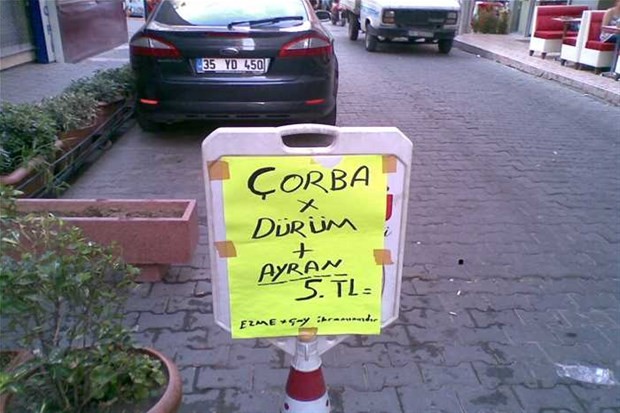 35 YD 450
ÇORBA
x
DÜRÜM
+
AYRAN
5. TL=
EZME + Çay ikramımızdır